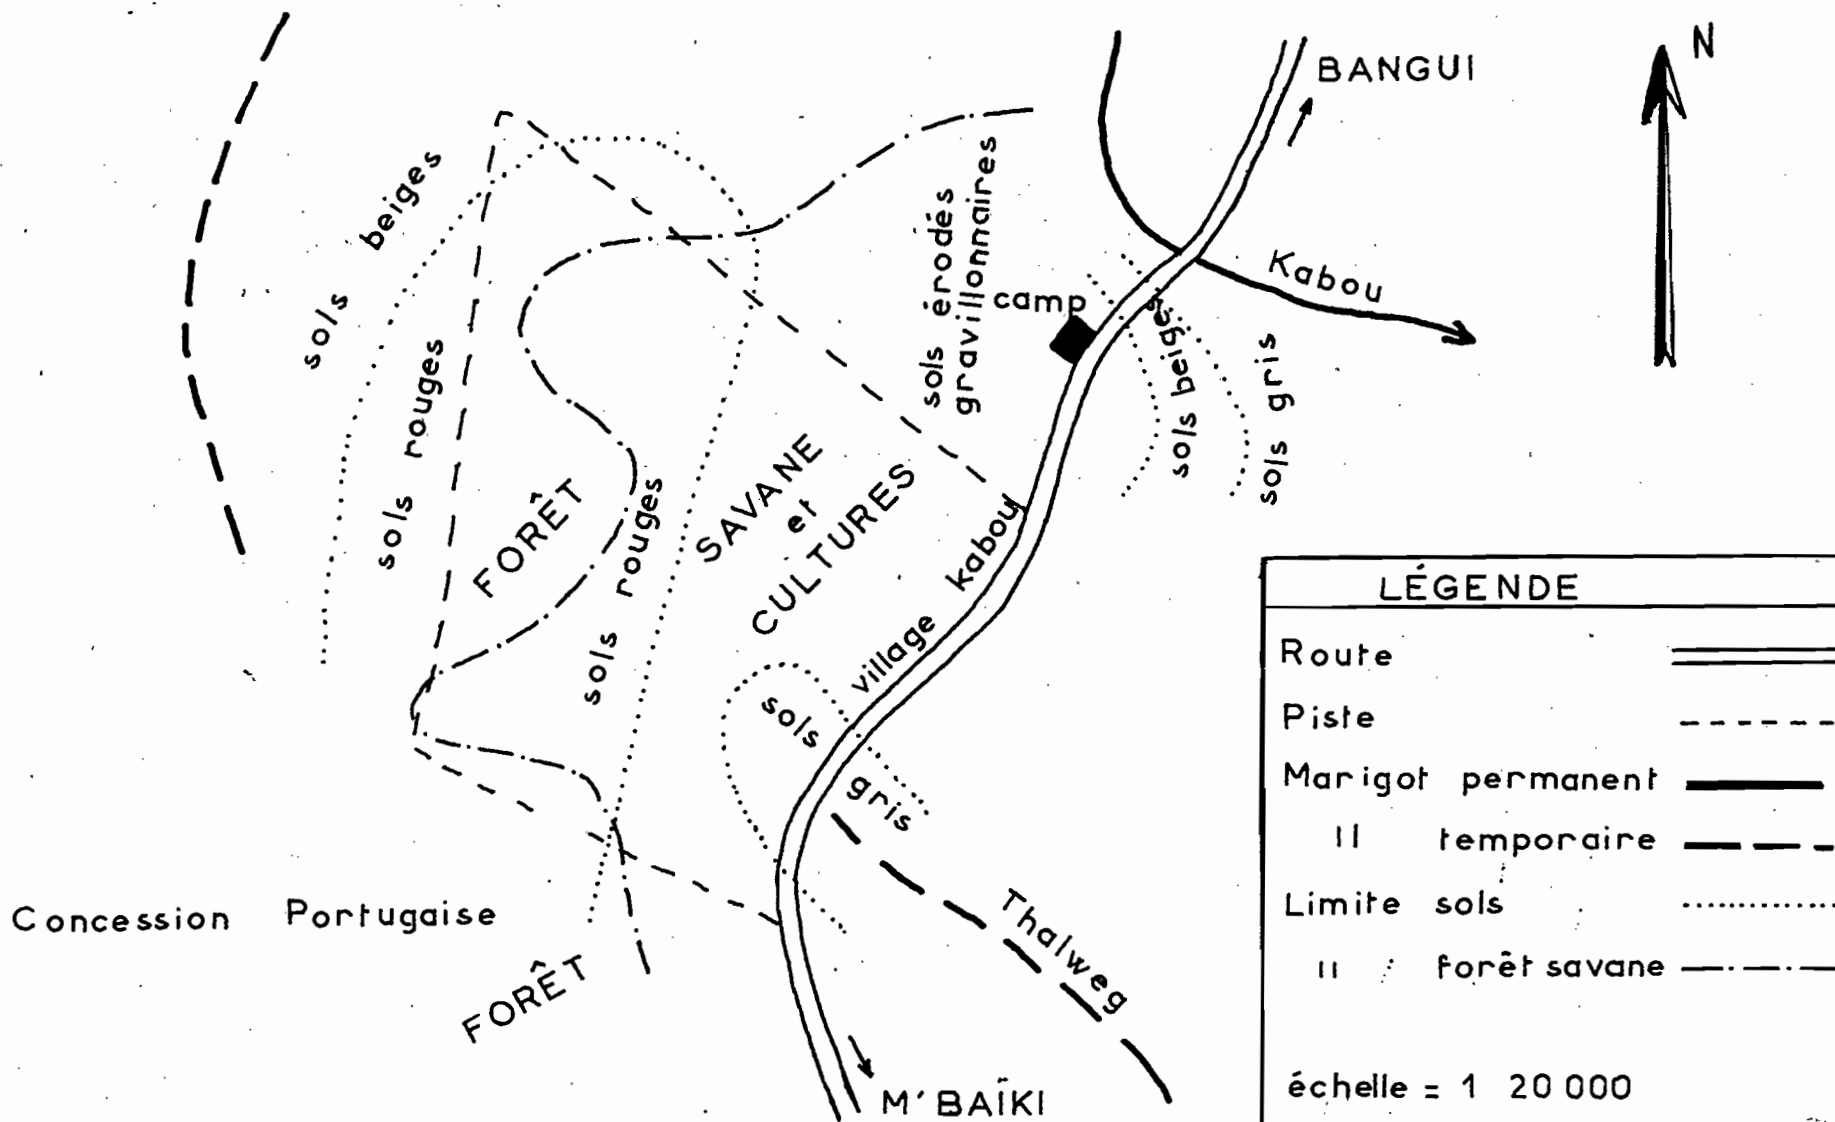 N
BANGUI
sols beiges
sols rouges
FORÊT
sols rouges
SAVANE
et
CULTURES
sols érodés
gravillonnaires
camp
Kabou
sols beiges
sols gris
village kabou
sols
gris
Thalweg
Concession Portugaise
FORÊT
M'BAÏKI
LÉGENDE
Route
Piste
Marigot permanent
" temporaire
Limite sols
" forêt savane
échelle = 1 20 000